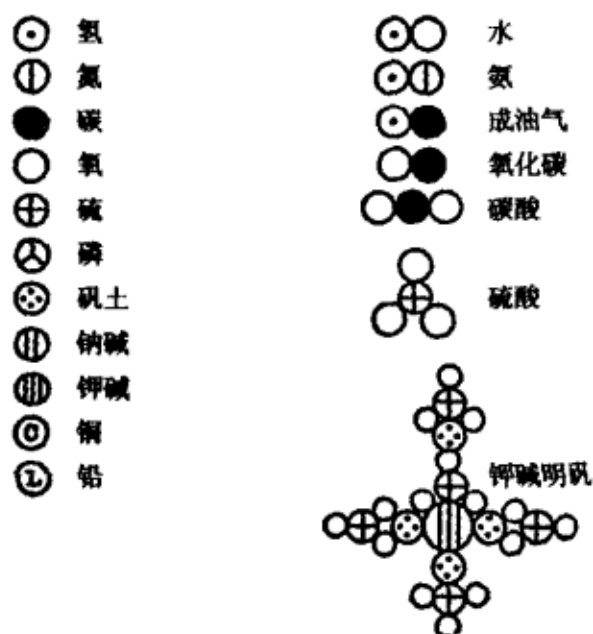 氢
氮
碳
氧
硫
磷
矾土
钠碱
钾碱
铜
铅
水
氨
成油气
氧化碳
碳酸
硫酸
钾碱明矾